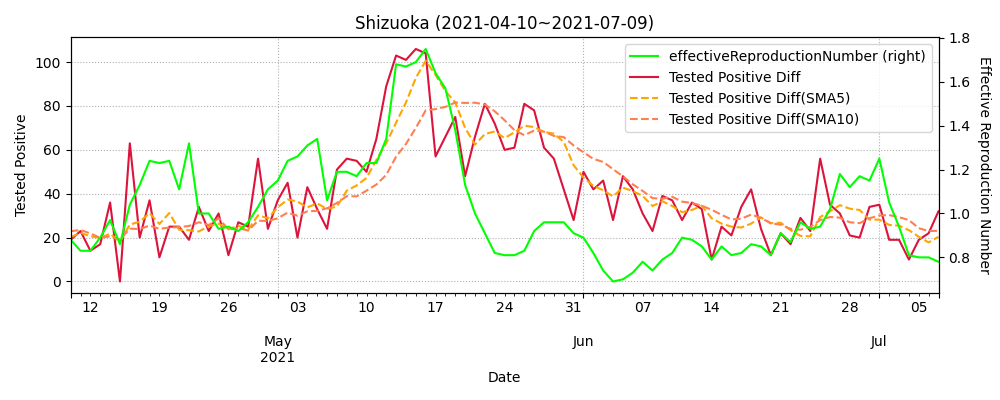 Shizuoka (2021-04-10~2021-07-09)
effectiveReproductionNumber (right)
Tested Positive Diff
Tested Positive Diff(SMA5)
Tested Positive Diff(SMA10)
Tested Positive
100
80
60
40
20
0
1.8
1.6
1.4
1.2
1.0
0.8
Effective Reproduction Number
12 19 26 03 10 17 24 31 07 14 21 28 05
May Jun Jul
2021
Date